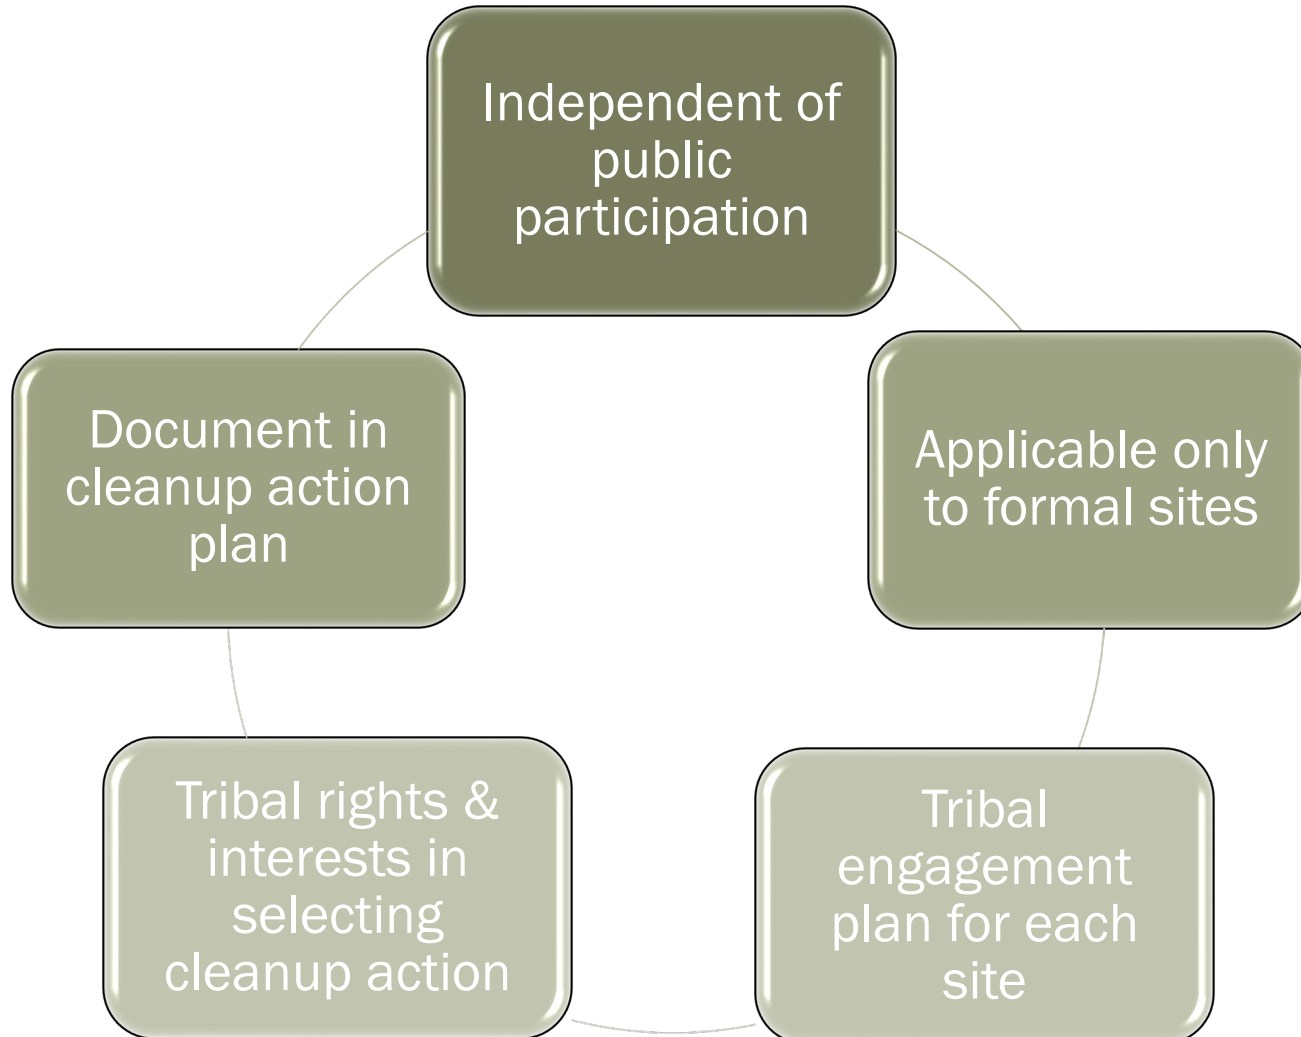 Independent of
public
participation
Applicable only
to formal sites
Tribal
engagement
plan for each
site
Tribal rights &
interests in
selecting
cleanup action
Document in
cleanup action
plan